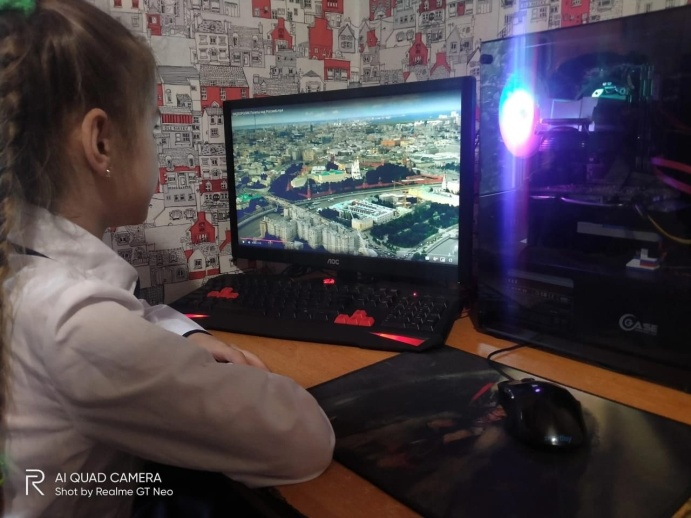 AOC
CASE
AI QUAD CAMERA
Shot by Realme GT Neo